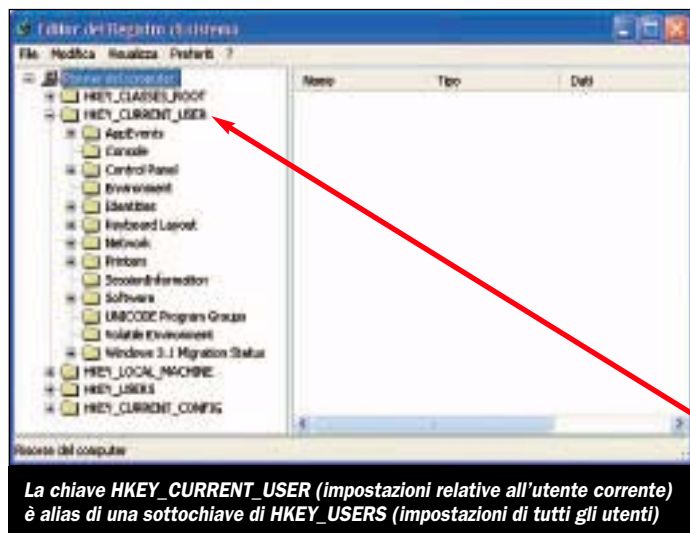 Editor del Registro di sistema
File Modifica Visualizza Preferiti ?
Risorse del computer
Nome Tipo Dati
HKEY_CLASSES_ROOT
HKEY_CURRENT_USER
AppEvents
Console
Control Panel
Environment
Identities
Keyboard Layout
Network
Printers
SessionInformation
Software
UNICODE Program Groups
Volatile Environment
Windows 3.1 Migration Status
HKEY_LOCAL_MACHINE
HKEY_USERS
HKEY_CURRENT_CONFIG
Risorse del computer
La chiave HKEY_CURRENT_USER (impostazioni relative all'utente corrente)
è alias di una sottochiave di HKEY_USERS (impostazioni di tutti gli utenti)